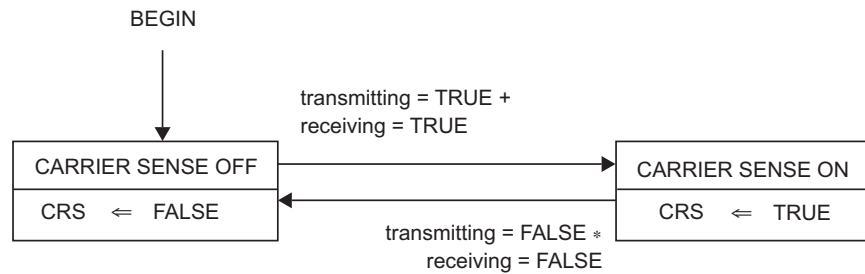 BEGIN
transmitting = TRUE +
receiving = TRUE
CARRIER SENSE OFF
CRS ⇐ FALSE
CARRIER SENSE ON
CRS ⇐ TRUE
transmitting = FALSE *
receiving = FALSE